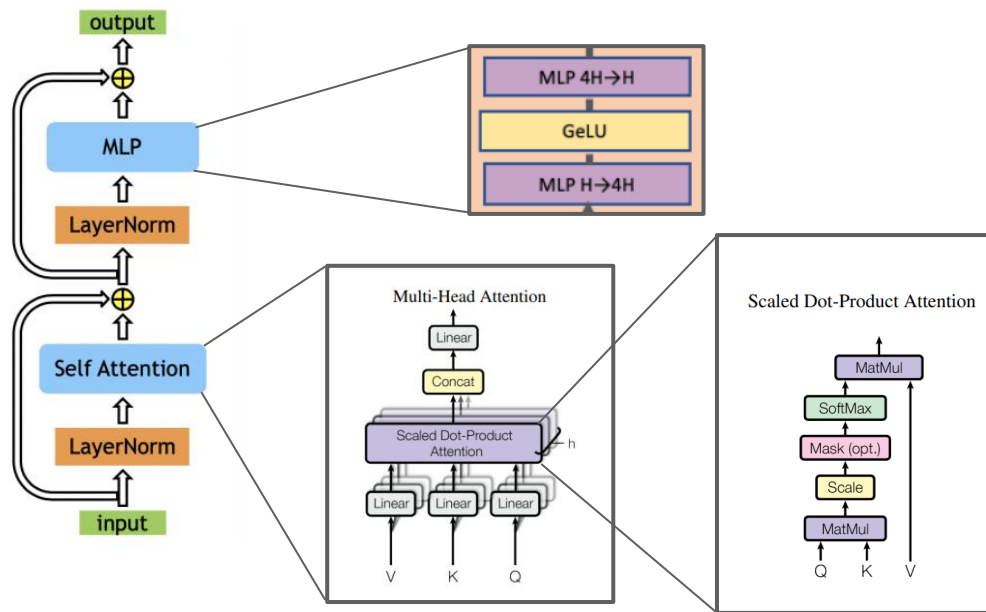 output
MLP
LayerNorm
Self Attention
LayerNorm
input
MLP 4H→H
GeLU
MLP H→4H
Multi-Head Attention
Linear
Concat
Scaled Dot-Product
Attention
h
Linear Linear Linear
V K Q
Scaled Dot-Product Attention
MatMul
SoftMax
Mask (opt.)
Scale
MatMul
Q K V